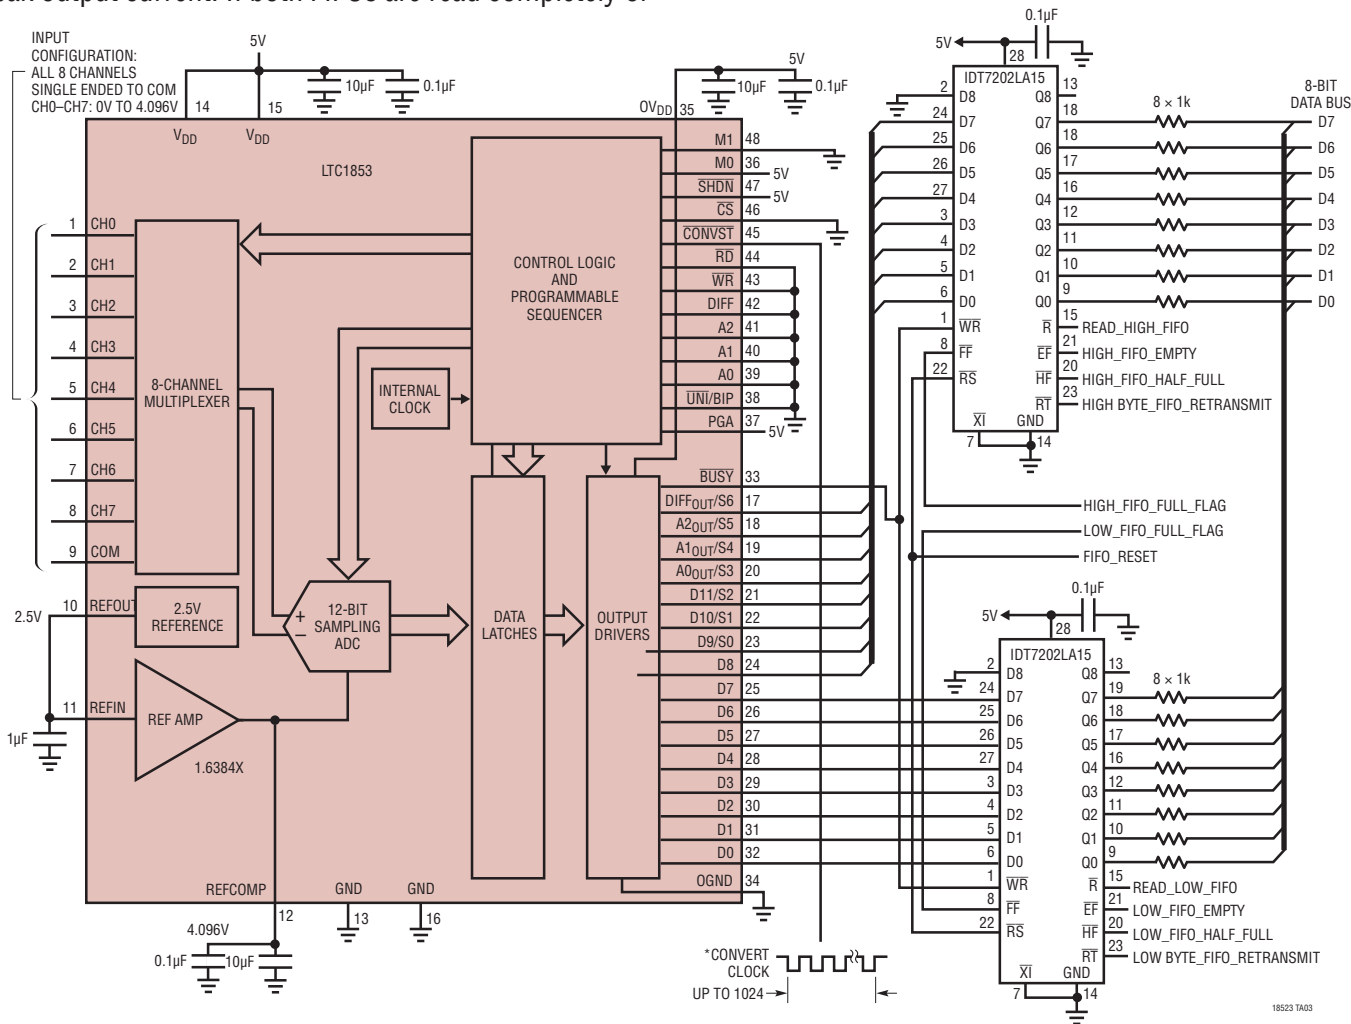 INPUT
CONFIGURATION:
ALL 8 CHANNELS
SINGLE ENDED TO COM
CH0–CH7: 0V TO 4.096V
5V
10µF
0.1µF
14
15
VDD
VDD
LTC1853
5V
10µF
0.1µF
OVDD
35
1 CH0
2 CH1
3 CH2
4 CH3
5 CH4
6 CH5
7 CH6
8 CH7
9 COM
8-CHANNEL
MULTIPLEXER
CONTROL LOGIC
AND
PROGRAMMABLE
SEQUENCER
INTERNAL
CLOCK
M1 48
M0 36 5V
SHDN 47 5V
CS 46
CONVST 45
RD 44
WR 43
DIFF 42
A2 41
A1 40
A0 39
UNI/BIP 38
PGA 37 5V
BUSY 33
DIFFOUT/S6 17
A2OUT/S5 18
A1OUT/S4 19
A0OUT/S3 20
D11/S2 21
D10/S1 22
D9/S0 23
D8 24
D7 25
D6 26
D5 27
D4 28
D3 29
D2 30
D1 31
D0 32
OGND 34
2.5V
10 REFOUT
2.5V
REFERENCE
+
–
12-BIT
SAMPLING
ADC
DATA
LATCHES
OUTPUT
DRIVERS
11 REFIN
REF AMP
1.6384X
1µF
REFCOMP
12
GND
13
GND
16
4.096V
0.1µF
10µF
*CONVERT
CLOCK
UP TO 1024
5V
0.1µF
28
IDT7202LA15
2 D8 Q8 13
24 D7 Q7 18
25 D6 Q6 18
26 D5 Q5 17
27 D4 Q4 16
3 D3 Q3 12
4 D2 Q2 11
5 D1 Q1 10
6 D0 Q0 9
1 WR R 15 READ_HIGH_FIFO
8 FF EF 21 HIGH_FIFO_EMPTY
22 RS HF 20 HIGH_FIFO_HALF_FULL
RT 23 HIGH BYTE_FIFO_RETRANSMIT
XI GND
7 14
8 × 1k
8-BIT
DATA BUS
D7
D6
D5
D4
D3
D2
D1
D0
HIGH_FIFO_FULL_FLAG
LOW_FIFO_FULL_FLAG
FIFO_RESET
5V
0.1µF
28
IDT7202LA15
2 D8 Q8 13
24 D7 Q7 19
25 D6 Q6 18
26 D5 Q5 17
27 D4 Q4 16
3 D3 Q3 12
4 D2 Q2 11
5 D1 Q1 10
6 D0 Q0 9
1 WR R 15 READ_LOW_FIFO
8 FF EF 21 LOW_FIFO_EMPTY
22 RS HF 20 LOW_FIFO_HALF_FULL
RT 23 LOW BYTE_FIFO_RETRANSMIT
XI GND
7 14
8 × 1k
18523 TA03